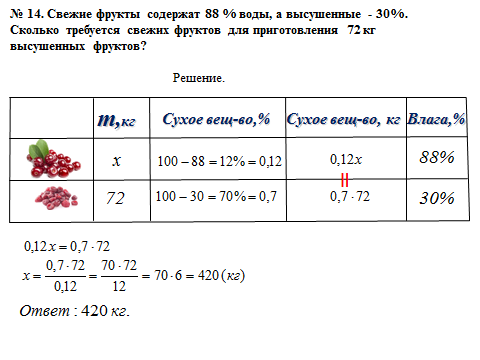 № 14. Свежие фрукты содержат 88 % воды, а высушенные - 30%.
Сколько требуется свежих фруктов для приготовления 72 кг
высушенных фруктов?
Решение.
m,кг Сухое вещ-во,% Сухое вещ-во, кг Влага,%
x 100 – 88 = 12% = 0,12 0,12x 88%
=
72 100 – 30 = 70% = 0,7 0,7 · 72 30%
0,12x = 0,7 · 72
x = 0,7 · 72 / 0,12 = 70 · 72 / 12 = 70 · 6 = 420 (кг)
Ответ : 420 кг.